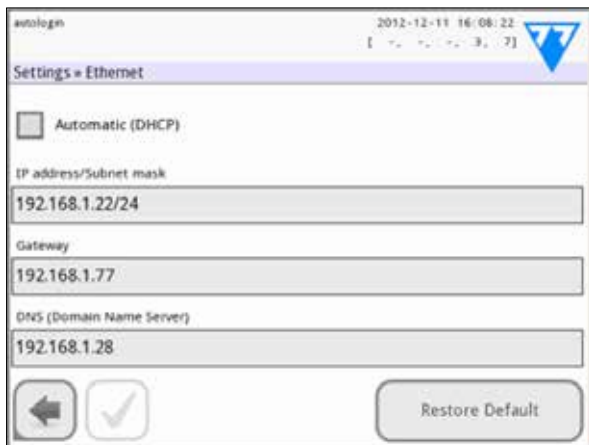 autologin
2012-12-11 16:08:22
[ -, -, -, 3, 7]
77
Settings » Ethernet
Automatic (DHCP)
IP address/Subnet mask
192.168.1.22/24
Gateway
192.168.1.77
DNS (Domain Name Server)
192.168.1.28
Restore Default